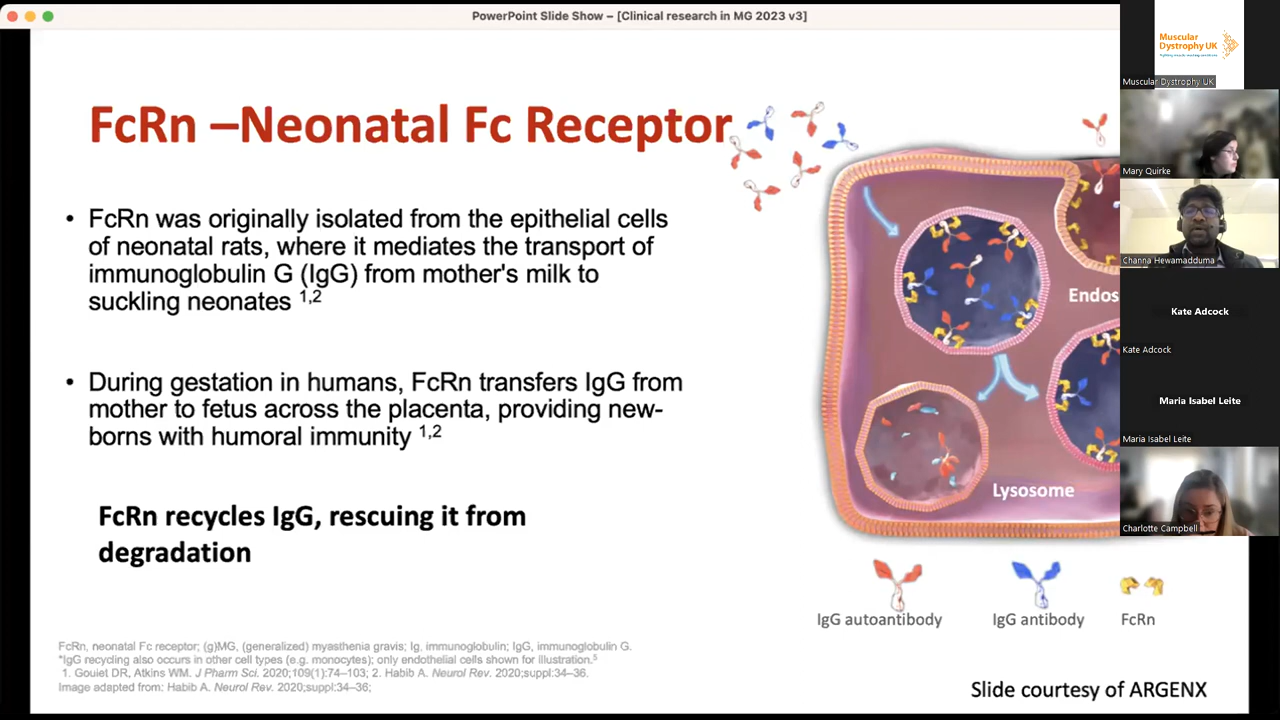 PowerPoint Slide Show – [Clinical research in MG 2023 v3]
FcRn –Neonatal Fc Receptor
• FcRn was originally isolated from the epithelial cells
of neonatal rats, where it mediates the transport of
immunoglobulin G (IgG) from mother's milk to
suckling neonates 1,2
• During gestation in humans, FcRn transfers IgG from
mother to fetus across the placenta, providing new-
borns with humoral immunity 1,2
FcRn recycles IgG, rescuing it from
degradation
Endos
Lysosome
IgG autoantibody
IgG antibody
FcRn
FcRn, neonatal Fc receptor; (g)MG, (generalized) myasthenia gravis; Ig, immunoglobulin; IgG, immunoglobulin G.
*IgG recycling also occurs in other cell types (e.g. monocytes); only endothelial cells shown for illustration.5
1. Gouiet DR, Atkins WM. J Pharm Sci. 2020;109(1):74–103; 2. Habib A. Neurol Rev. 2020;suppl:34–36.
Image adapted from: Habib A. Neurol Rev. 2020;suppl:34–36;
Slide courtesy of ARGENX
Muscular
Dystrophy UK
Muscular Dystrophy UK
Mary Quirke
Channa Hewamadduma
Kate Adcock
Kate Adcock
Maria Isabel Leite
Maria Isabel Leite
Charlotte Campbell